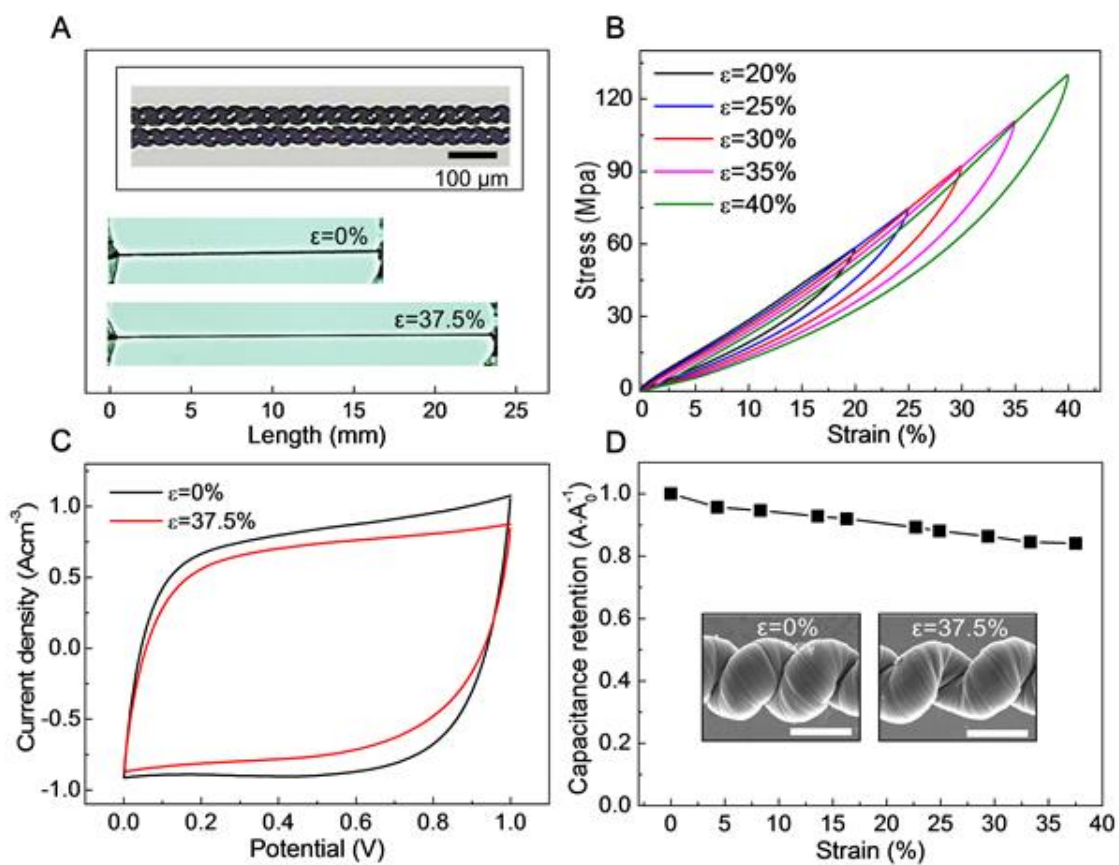 A
100 μm
ε=0%
ε=37.5%
0 5 10 15 20 25
Length (mm)
B
ε=20%
ε=25%
ε=30%
ε=35%
ε=40%
120
90
60
30
0
Stress (Mpa)
0 5 10 15 20 25 30 35 40
Strain (%)
C
ε=0%
ε=37.5%
1.0
0.5
0.0
-0.5
-1.0
Current density (Acm⁻³)
0.0 0.2 0.4 0.6 0.8 1.0
Potential (V)
D
1.0
0.8
0.6
0.4
0.2
0.0
Capacitance retention (A·A₀⁻¹)
ε=0%
ε=37.5%
0 5 10 15 20 25 30 35 40
Strain (%)